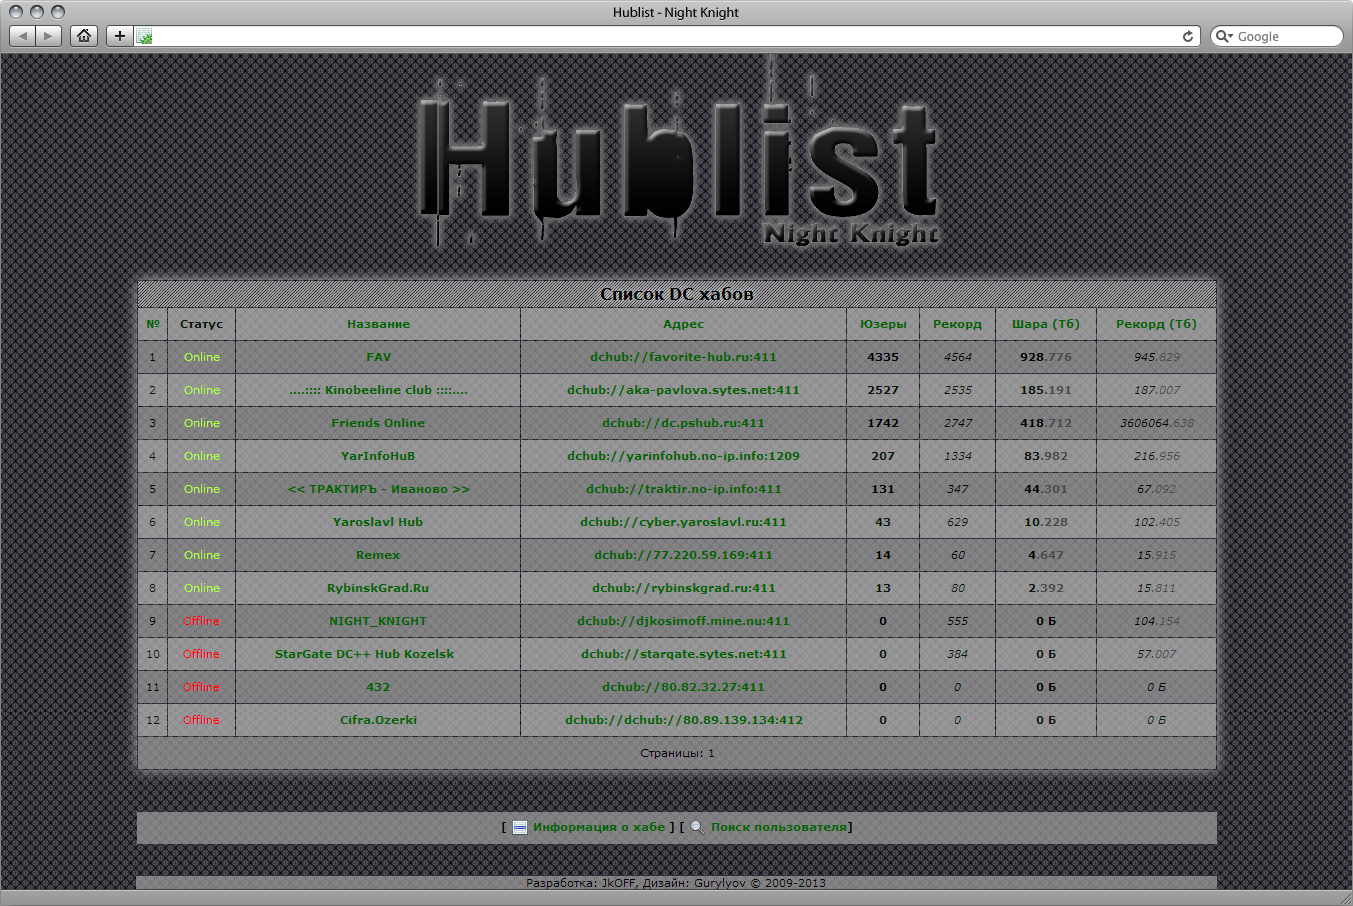 Hublist - Night Knight
Google
Hublist
Night Knight
Список DC хабов
№ Статус Название Адрес Юзеры Рекорд Шара (Тб) Рекорд (Тб)
1 Online FAV dchub://favorite-hub.ru:411 4335 4564 928.776 945.829
2 Online ....:::: Kinobeeline club ::::.... dchub://aka-pavlova.sytes.net:411 2527 2535 185.191 187.007
3 Online Friends Online dchub://dc.pshub.ru:411 1742 2747 418.712 3606064.638
4 Online YarInfoHuB dchub://yarinfohub.no-ip.info:1209 207 1334 83.982 216.956
5 Online << ТРАКТИРЪ - Иваново >> dchub://traktir.no-ip.info:411 131 347 44.301 67.092
6 Online Yaroslavl Hub dchub://cyber.yaroslavl.ru:411 43 629 10.228 102.405
7 Online Remex dchub://77.220.59.169:411 14 60 4.647 15.915
8 Online RybinskGrad.Ru dchub://rybinskgrad.ru:411 13 80 2.392 15.811
9 Offline NIGHT_KNIGHT dchub://djkosimoff.mine.nu:411 0 555 0 Б 104.154
10 Offline StarGate DC++ Hub Kozelsk dchub://stargate.sytes.net:411 0 384 0 Б 57.007
11 Offline 432 dchub://80.82.32.27:411 0 0 0 Б 0 Б
12 Offline Cifra.Ozerki dchub://dchub://80.89.139.134:412 0 0 0 Б 0 Б
Страницы: 1
[ Информация о хабе ] [ Поиск пользователя]
Разработка: JkOFF, Дизайн: Gurylyov © 2009-2013